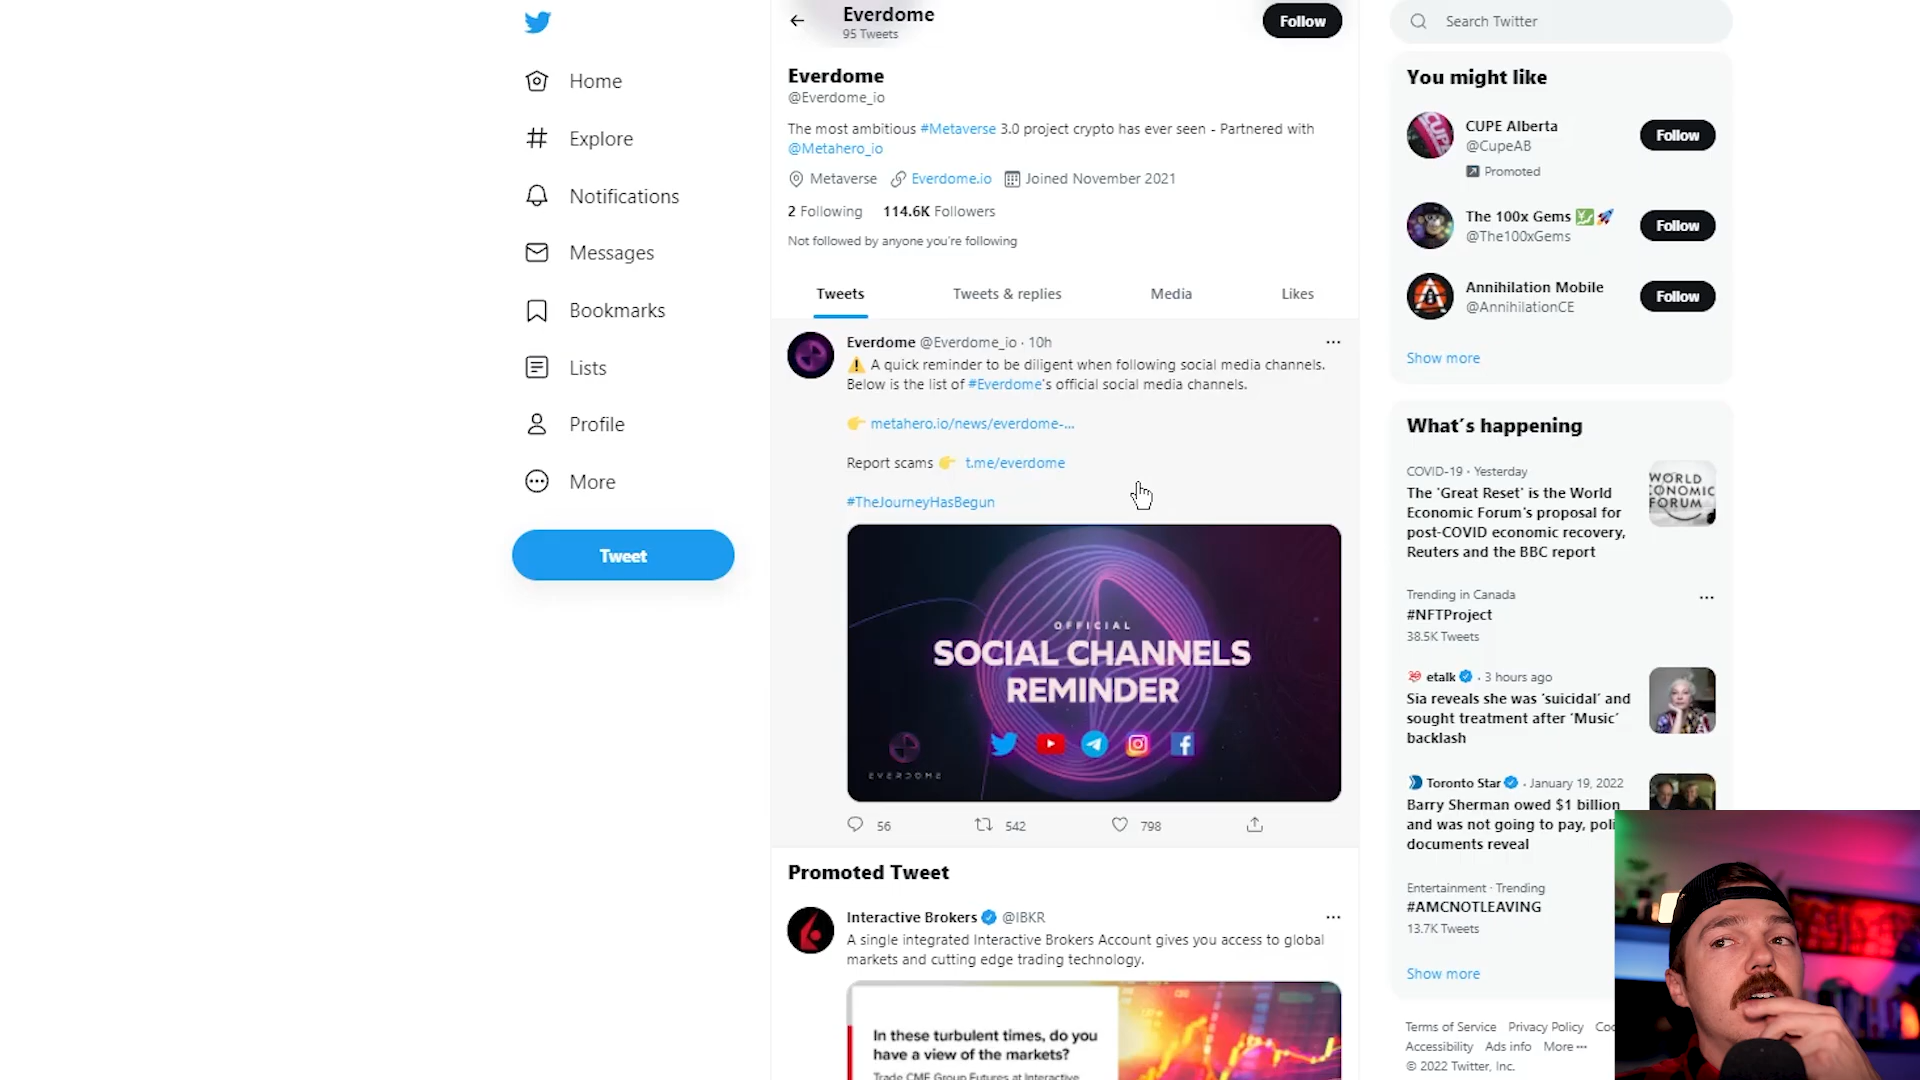 Everdome
95 Tweets
Follow
Search Twitter
Home
Explore
Notifications
Messages
Bookmarks
Lists
Profile
More
Tweet
Everdome
@Everdome_io
The most ambitious #Metaverse 3.0 project crypto has ever seen - Partnered with
@Metahero_io
Metaverse Everdome.io Joined November 2021
2 Following 114.6K Followers
Not followed by anyone you're following
Tweets Tweets & replies Media Likes
Everdome @Everdome_io · 10h
⚠️ A quick reminder to be diligent when following social media channels.
Below is the list of #Everdome's official social media channels.
👉 metahero.io/news/everdome-...
Report scams 👉 t.me/everdome
#TheJourneyHasBegun
OFFICIAL
SOCIAL CHANNELS
REMINDER
EVERDOME
56 542 798
Promoted Tweet
Interactive Brokers @IBKR
A single integrated Interactive Brokers Account gives you access to global
markets and cutting edge trading technology.
In these turbulent times, do you
have a view of the markets?
Trade CME Group Futures at Interactive
You might like
CUPE Alberta
@CupeAB
Promoted
Follow
The 100x Gems 💹🚀
@The100xGems
Follow
Annihilation Mobile
@AnnihilationCE
Follow
Show more
What's happening
COVID-19 · Yesterday
The 'Great Reset' is the World
Economic Forum's proposal for
post-COVID economic recovery,
Reuters and the BBC report
WORLD
ECONOMIC
FORUM
Trending in Canada
#NFTProject
38.5K Tweets
etalk · 3 hours ago
Sia reveals she was 'suicidal' and
sought treatment after 'Music'
backlash
Toronto Star · January 19, 2022
Barry Sherman owed $1 billion
and was not going to pay, poli
documents reveal
Entertainment · Trending
#AMCNOTLEAVING
13.7K Tweets
Show more
Terms of Service Privacy Policy Coo
Accessibility Ads info More ···
© 2022 Twitter, Inc.